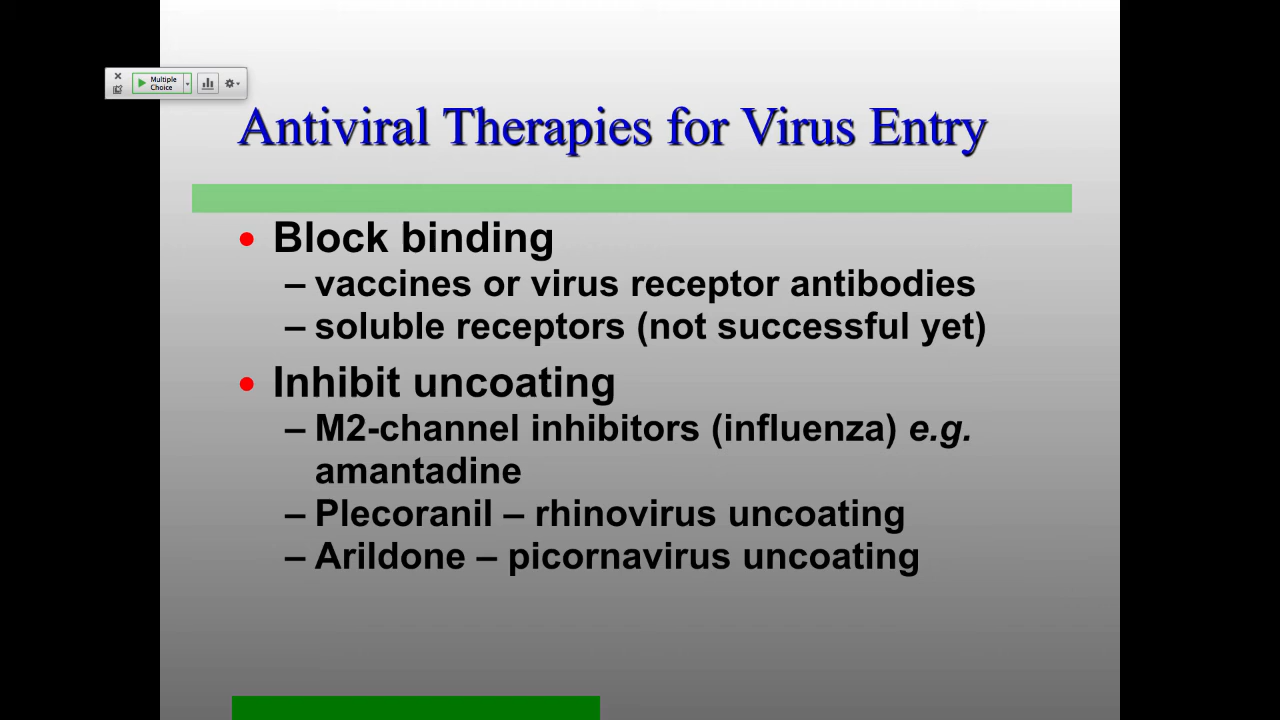 Multiple
Choice
Antiviral Therapies for Virus Entry
• Block binding
– vaccines or virus receptor antibodies
– soluble receptors (not successful yet)
• Inhibit uncoating
– M2-channel inhibitors (influenza) e.g.
amantadine
– Plecoranil – rhinovirus uncoating
– Arildone – picornavirus uncoating